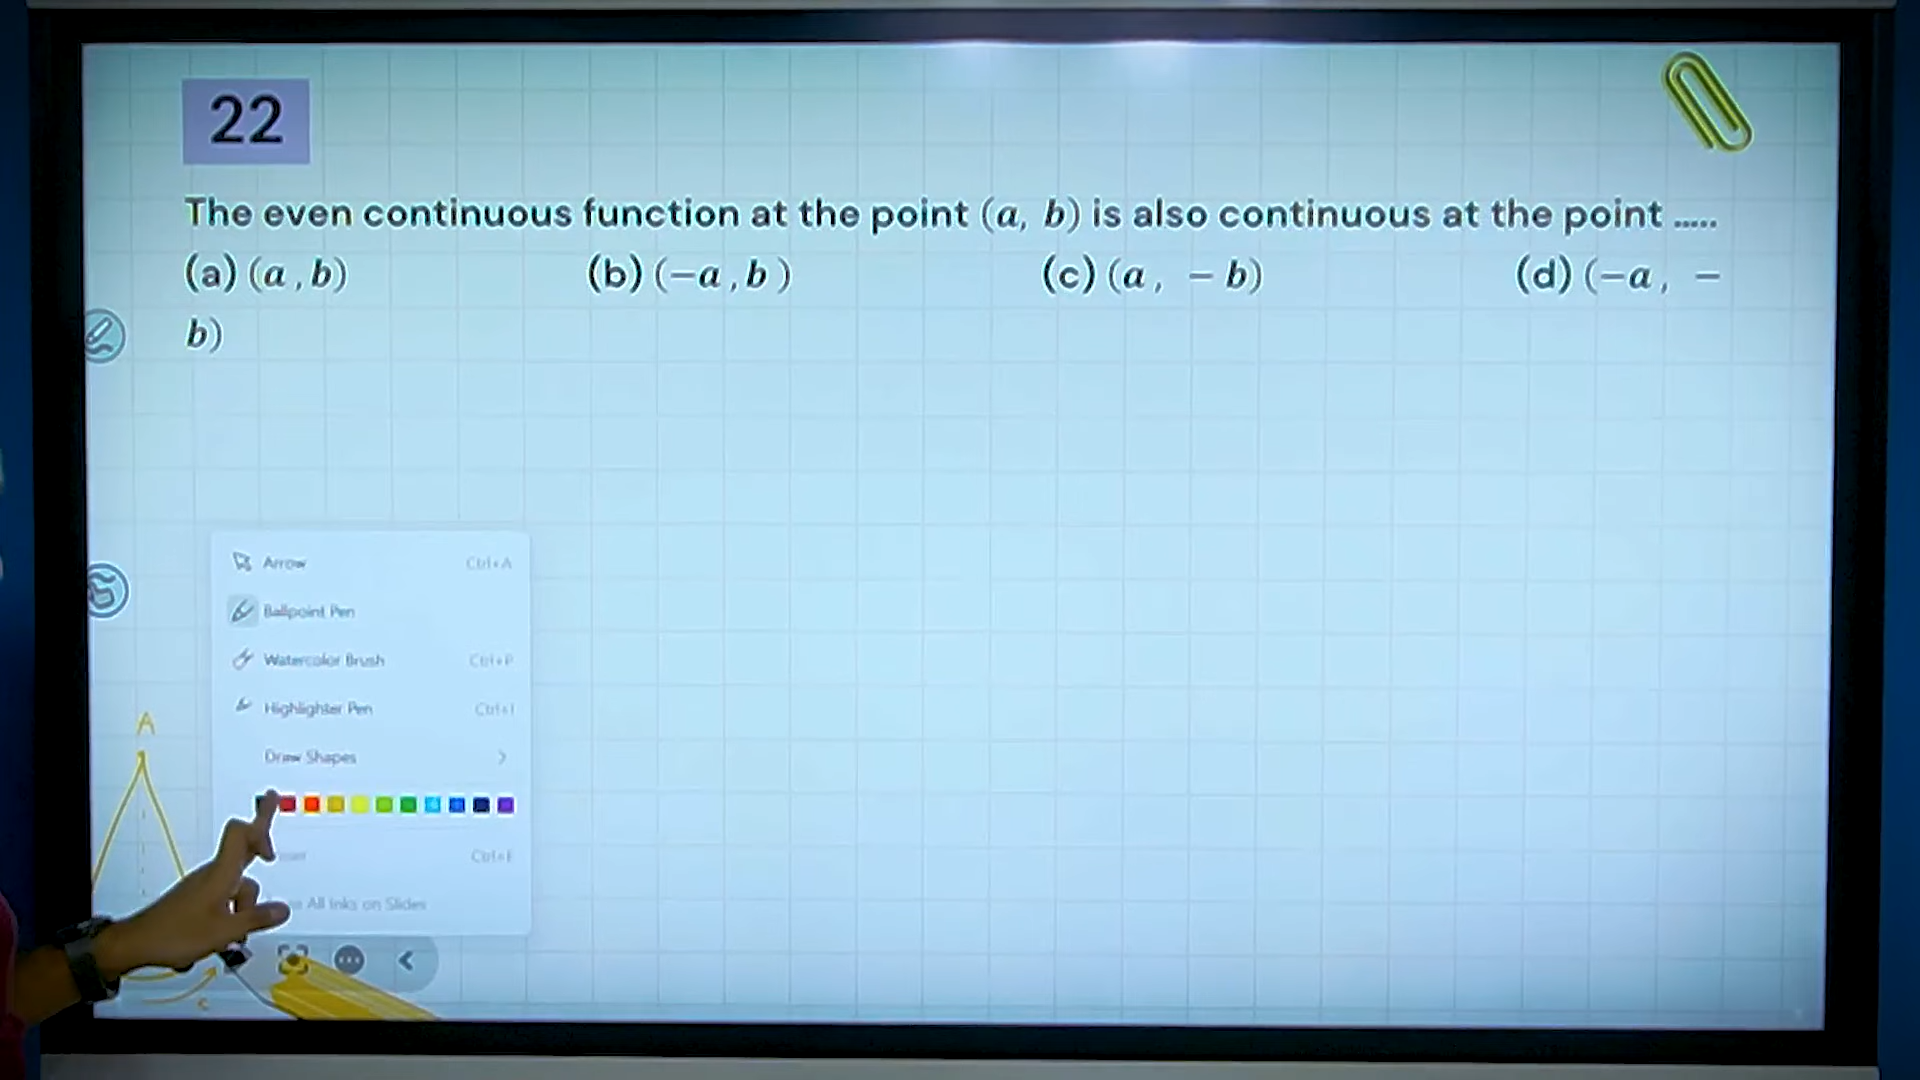 22
The even continuous function at the point (a, b) is also continuous at the point .....
(a) (a , b) (b) (−a , b ) (c) (a , − b) (d) (−a , −
b)
Arrow Ctrl+A
Ballpoint Pen
Watercolor Brush Ctrl+P
Highlighter Pen Ctrl+I
Draw Shapes
Ctrl+E
All Inks on Slides
A
c